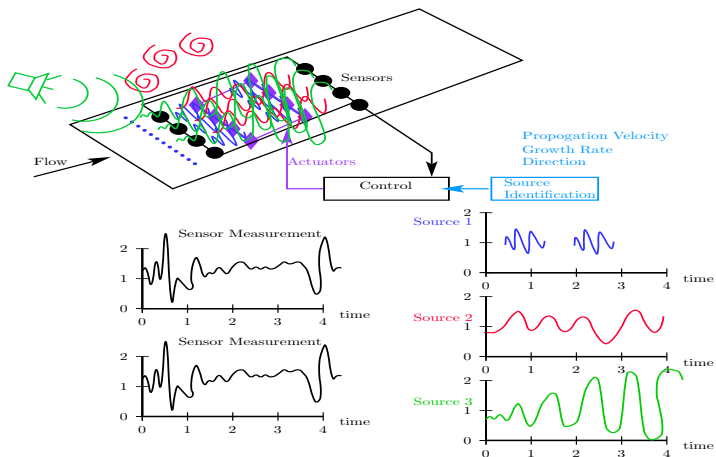 Sensors
Propogation Velocity
Growth Rate
Direction
Flow
Actuators
Control
Source
Identification
Sensor Measurement
2
1
0
0 1 2 3 4
time
Sensor Measurement
2
1
0
0 1 2 3 4
time
Source 1
2
1
0
0 1 2 3 4
time
Source 2
2
1
0
0 1 2 3 4
time
Source 3
2
1
0
0 1 2 3 4
time